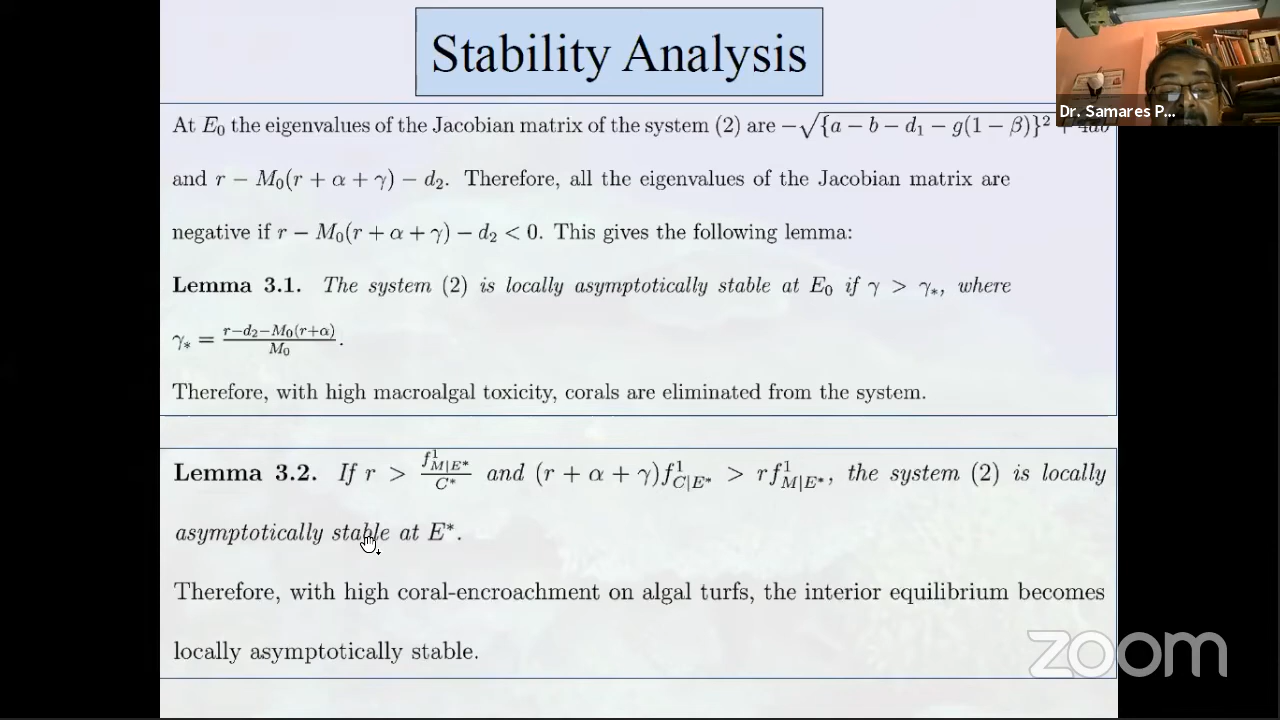 Stability Analysis
Dr. Samares P...
At E₀ the eigenvalues of the Jacobian matrix of the system (2) are −√{a − b − d₁ − g(1 − β)}² + 4ab
and r − M₀(r + α + γ) − d₂. Therefore, all the eigenvalues of the Jacobian matrix are
negative if r − M₀(r + α + γ) − d₂ < 0. This gives the following lemma:
Lemma 3.1. The system (2) is locally asymptotically stable at E₀ if γ > γ*, where
γ* = (r−d₂−M₀(r+α))/M₀.
Therefore, with high macroalgal toxicity, corals are eliminated from the system.
Lemma 3.2. If r > f¹_{M|E*}/C* and (r + α + γ)f¹_{C|E*} > rf¹_{M|E*}, the system (2) is locally
asymptotically stable at E*.
Therefore, with high coral-encroachment on algal turfs, the interior equilibrium becomes
locally asymptotically stable.
zoom